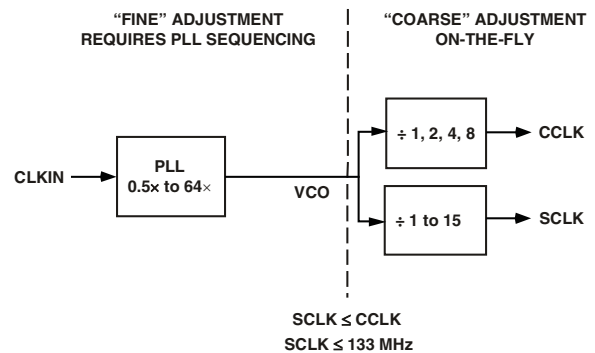 “FINE” ADJUSTMENT
REQUIRES PLL SEQUENCING
“COARSE” ADJUSTMENT
ON-THE-FLY
CLKIN
PLL
0.5× to 64×
VCO
÷ 1, 2, 4, 8
CCLK
÷ 1 to 15
SCLK
SCLK ≤ CCLK
SCLK ≤ 133 MHz